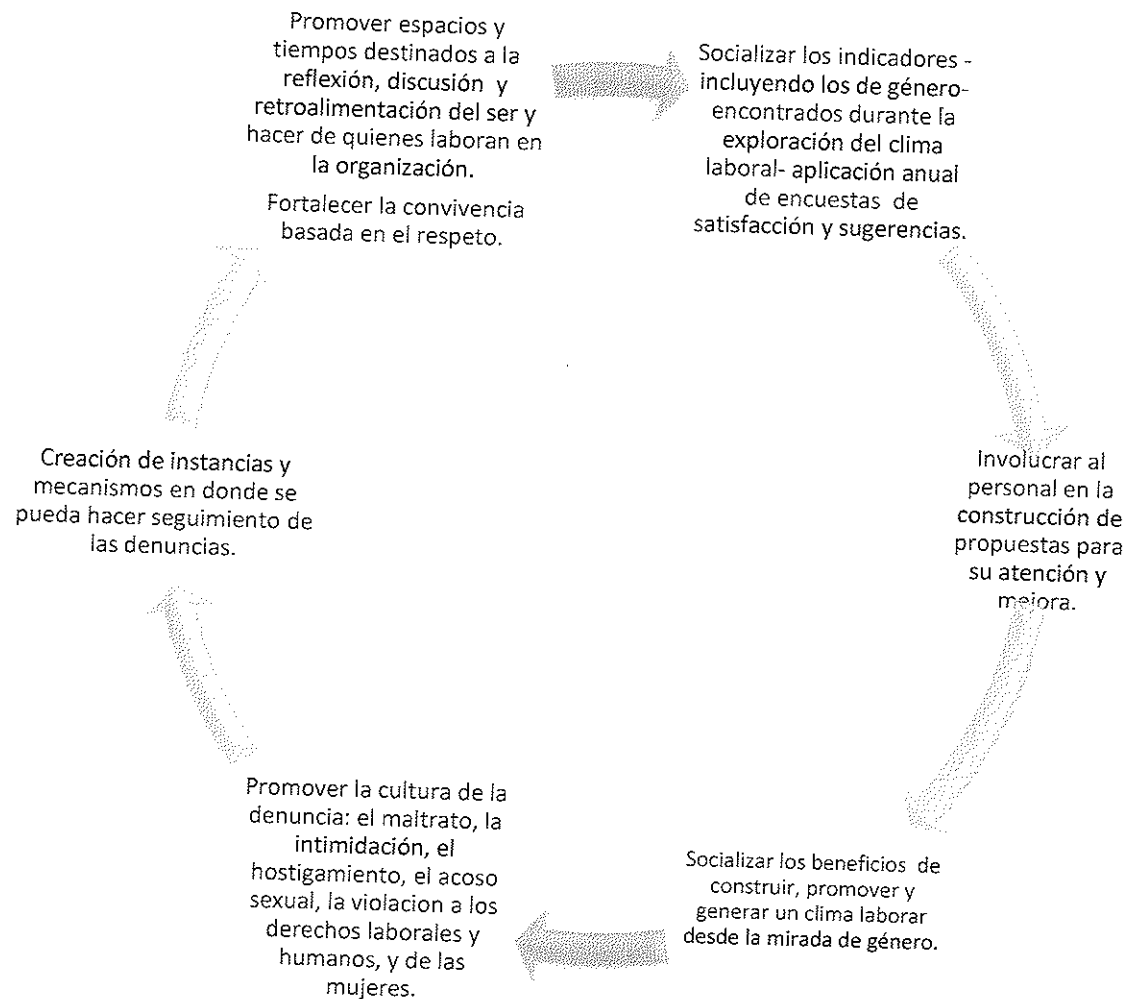 Promover espacios y
tiempos destinados a la
reflexión, discusión y
retroalimentación del ser y
hacer de quienes laboran en
la organización.
Fortalecer la convivencia
basada en el respeto.
Socializar los indicadores -
incluyendo los de género-
encontrados durante la
exploración del clima
laboral- aplicación anual
de encuestas de
satisfacción y sugerencias.
Involucrar al
personal en la
construcción de
propuestas para
su atención y
mejora.
Socializar los beneficios de
construir, promover y
generar un clima laborar
desde la mirada de género.
Promover la cultura de la
denuncia: el maltrato, la
intimidación, el
hostigamiento, el acoso
sexual, la violacion a los
derechos laborales y
humanos, y de las
mujeres.
Creación de instancias y
mecanismos en donde se
pueda hacer seguimiento de
las denuncias.